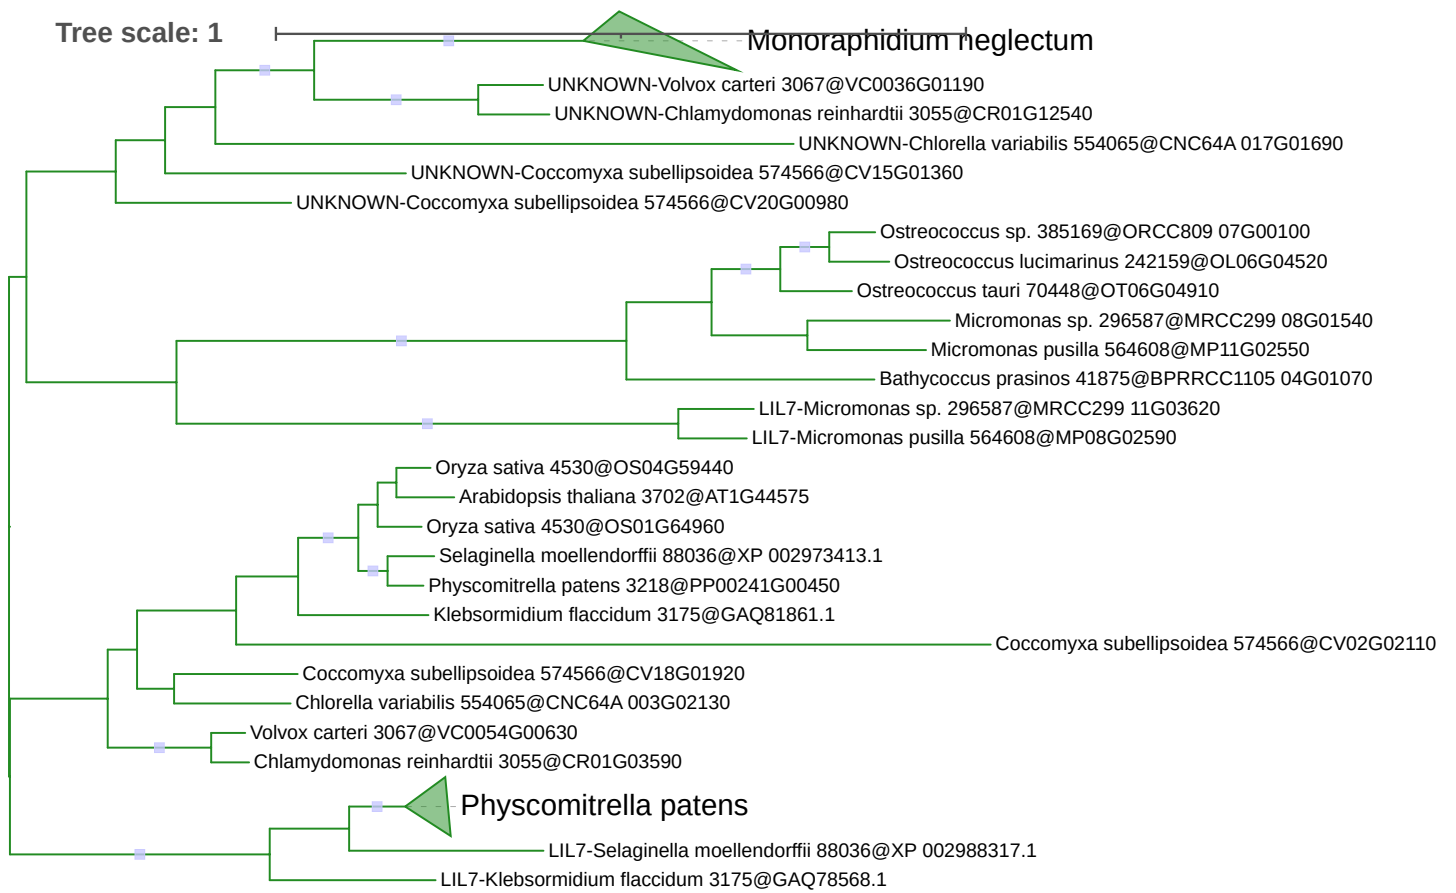 Tree scale: 1
Monoraphidium neglectum
UNKNOWN-Volvox carteri 3067@VC0036G01190
UNKNOWN-Chlamydomonas reinhardtii 3055@CR01G12540
UNKNOWN-Chlorella variabilis 554065@CNC64A 017G01690
UNKNOWN-Coccomyxa subellipsoidea 574566@CV15G01360
UNKNOWN-Coccomyxa subellipsoidea 574566@CV20G00980
Ostreococcus sp. 385169@ORCC809 07G00100
Ostreococcus lucimarinus 242159@OL06G04520
Ostreococcus tauri 70448@OT06G04910
Micromonas sp. 296587@MRCC299 08G01540
Micromonas pusilla 564608@MP11G02550
Bathycoccus prasinos 41875@BPRRCC1105 04G01070
LIL7-Micromonas sp. 296587@MRCC299 11G03620
LIL7-Micromonas pusilla 564608@MP08G02590
Oryza sativa 4530@OS04G59440
Arabidopsis thaliana 3702@AT1G44575
Oryza sativa 4530@OS01G64960
Selaginella moellendorffii 88036@XP 002973413.1
Physcomitrella patens 3218@PP00241G00450
Klebsormidium flaccidum 3175@GAQ81861.1
Coccomyxa subellipsoidea 574566@CV02G02110
Coccomyxa subellipsoidea 574566@CV18G01920
Chlorella variabilis 554065@CNC64A 003G02130
Volvox carteri 3067@VC0054G00630
Chlamydomonas reinhardtii 3055@CR01G03590
Physcomitrella patens
LIL7-Selaginella moellendorffii 88036@XP 002988317.1
LIL7-Klebsormidium flaccidum 3175@GAQ78568.1